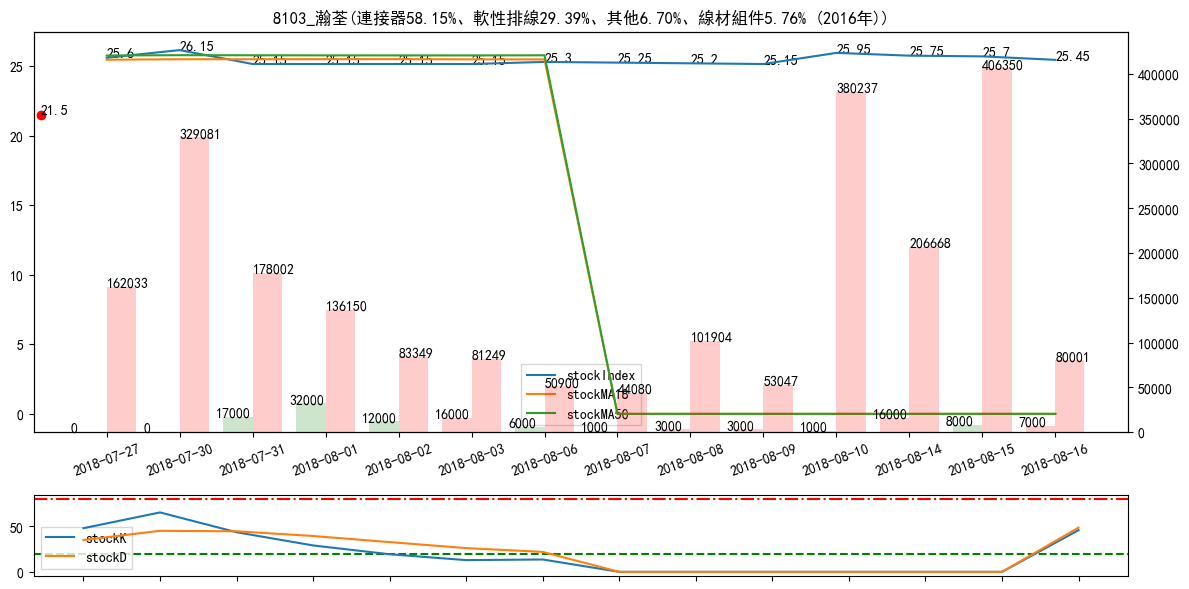 8103_瀚荃(連接器58.15%、軟性排線29.39%、其他6.70%、線材組件5.76% (2016年))
25.6 26.15 25.15 25.15 25.15 25.15 25.3 25.25 25.2 25.15 25.95 25.75 25.7 25.45
21.5
25
20
15
10
5
0
400000
350000
300000
250000
200000
150000
100000
50000
0
162033 329081 178002 136150 83349 81249 50900 44080 101904 53047 380237 206668 406350 80001
0 0 17000 32000 12000 16000 6000 1000 3000 3000 1000 16000 8000 7000
stockIndex
stockMA18
stockMA50
2018-07-27 2018-07-30 2018-07-31 2018-08-01 2018-08-02 2018-08-03 2018-08-06 2018-08-07 2018-08-08 2018-08-09 2018-08-10 2018-08-14 2018-08-15 2018-08-16
50
0
stockK
stockD